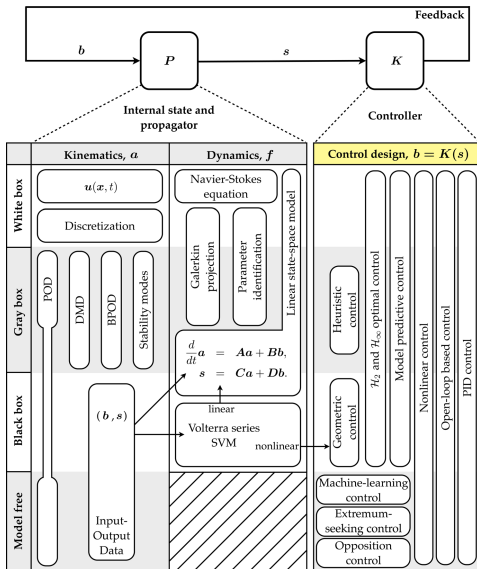 Feedback
b
s
P
K
Internal state and
propagator
Controller
Kinematics, a
Dynamics, f
Control design, b = K(s)
White box
u(x, t)
Discretization
Navier-Stokes
equation
Galerkin
projection
Parameter
identification
Linear state-space model
Gray box
POD
DMD
BPOD
Stability modes
d/dt a = Aa + Bb,
s = Ca + Db.
Heuristic
control
H2 and H∞ optimal control
Model predictive control
Nonlinear control
Open-loop based control
PID control
Black box
(b, s)
linear
Volterra series
SVM
nonlinear
Geometric
control
Model free
Input-
Output
Data
Machine-learning
control
Extremum-
seeking control
Opposition
control